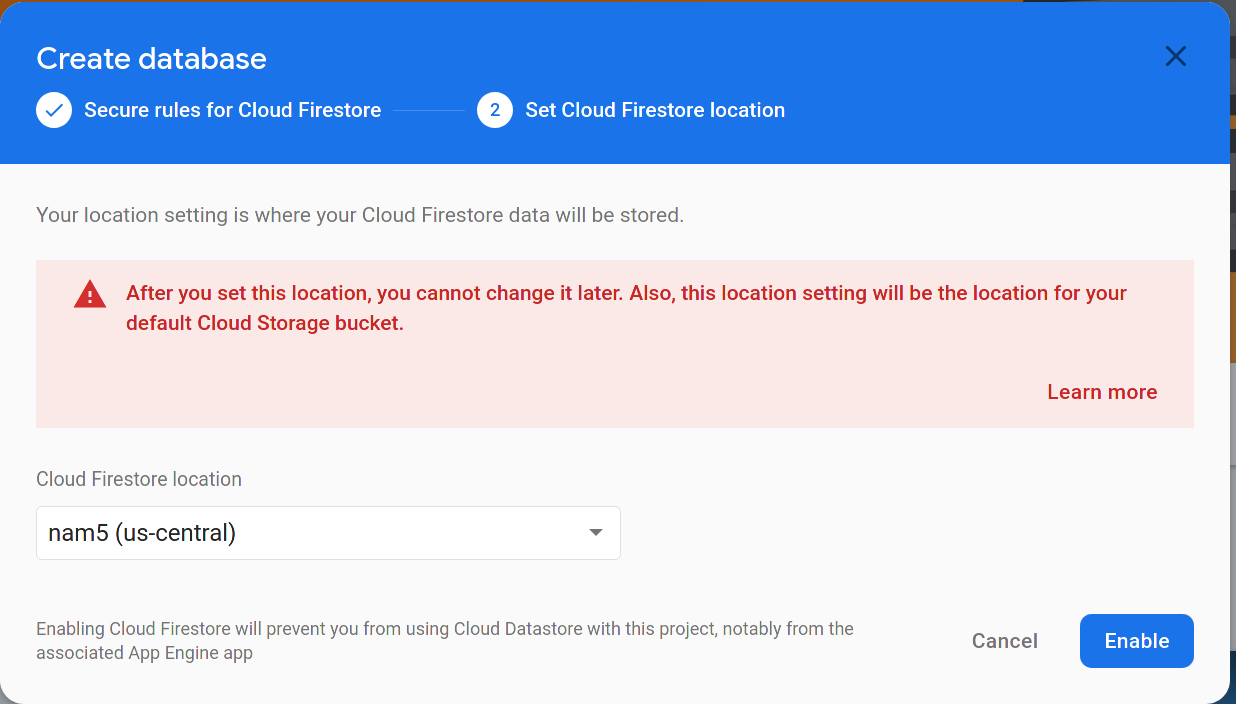 Create database
Secure rules for Cloud Firestore
2 Set Cloud Firestore location
Your location setting is where your Cloud Firestore data will be stored.
After you set this location, you cannot change it later. Also, this location setting will be the location for your
default Cloud Storage bucket.
Learn more
Cloud Firestore location
nam5 (us-central)
Enabling Cloud Firestore will prevent you from using Cloud Datastore with this project, notably from the
associated App Engine app
Cancel
Enable